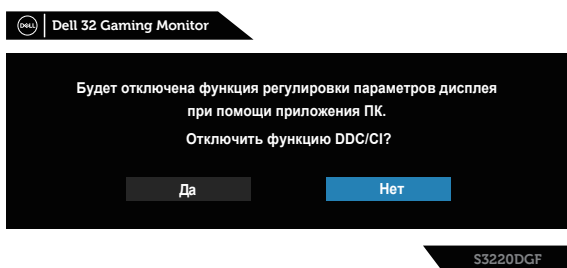 DELL Dell 32 Gaming Monitor
Будет отключена функция регулировки параметров дисплея
при помощи приложения ПК.
Отключить функцию DDC/CI?
Да Нет
S3220DGF